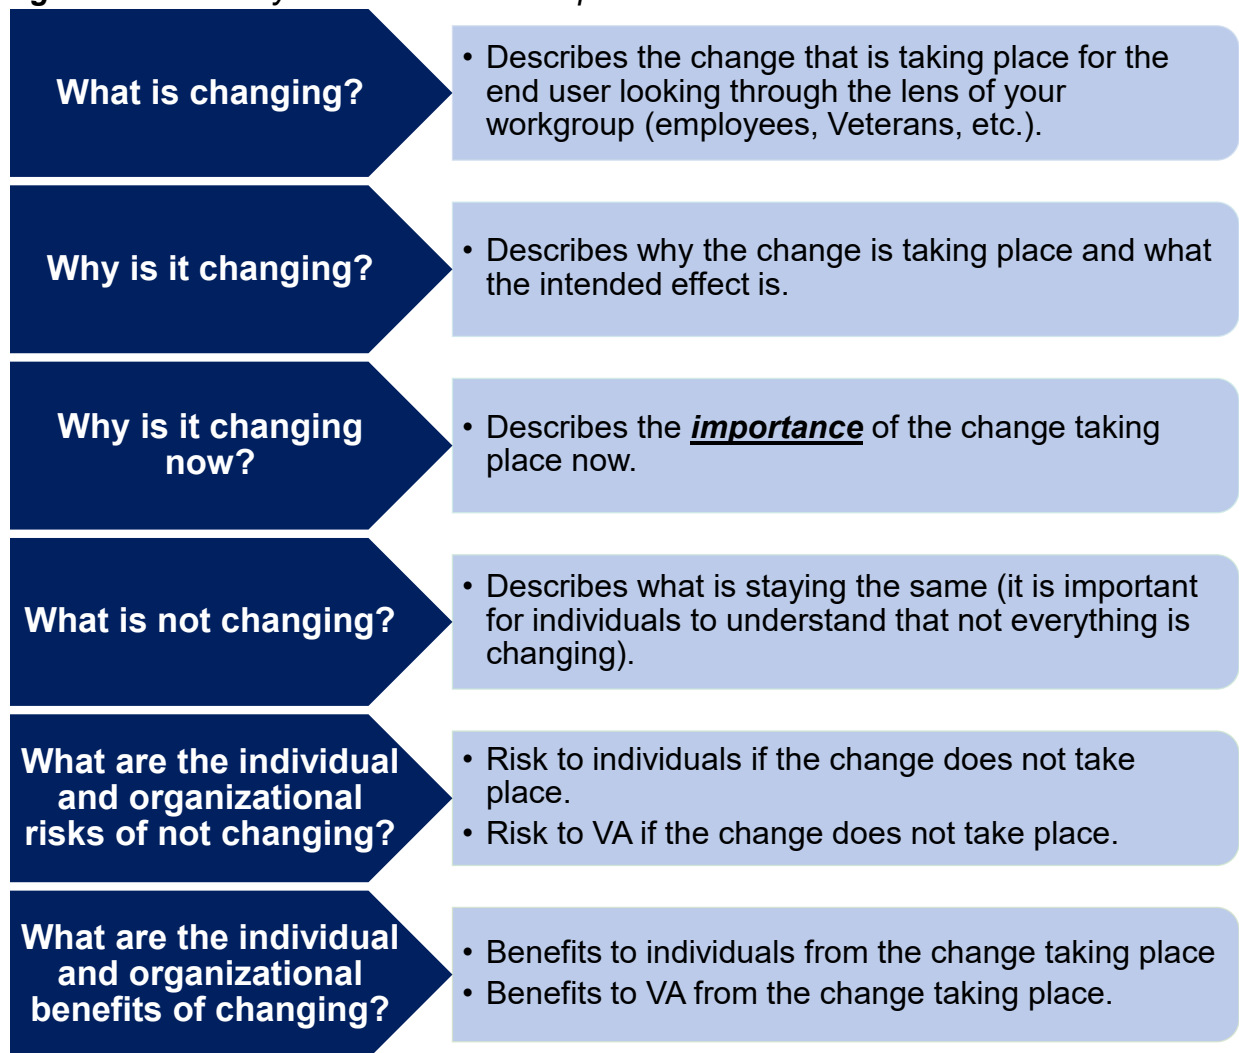 What is changing?
• Describes the change that is taking place for the
end user looking through the lens of your
workgroup (employees, Veterans, etc.).
Why is it changing?
• Describes why the change is taking place and what
the intended effect is.
Why is it changing
now?
• Describes the importance of the change taking
place now.
What is not changing?
• Describes what is staying the same (it is important
for individuals to understand that not everything is
changing).
What are the individual
and organizational
risks of not changing?
• Risk to individuals if the change does not take
place.
• Risk to VA if the change does not take place.
What are the individual
and organizational
benefits of changing?
• Benefits to individuals from the change taking place
• Benefits to VA from the change taking place.